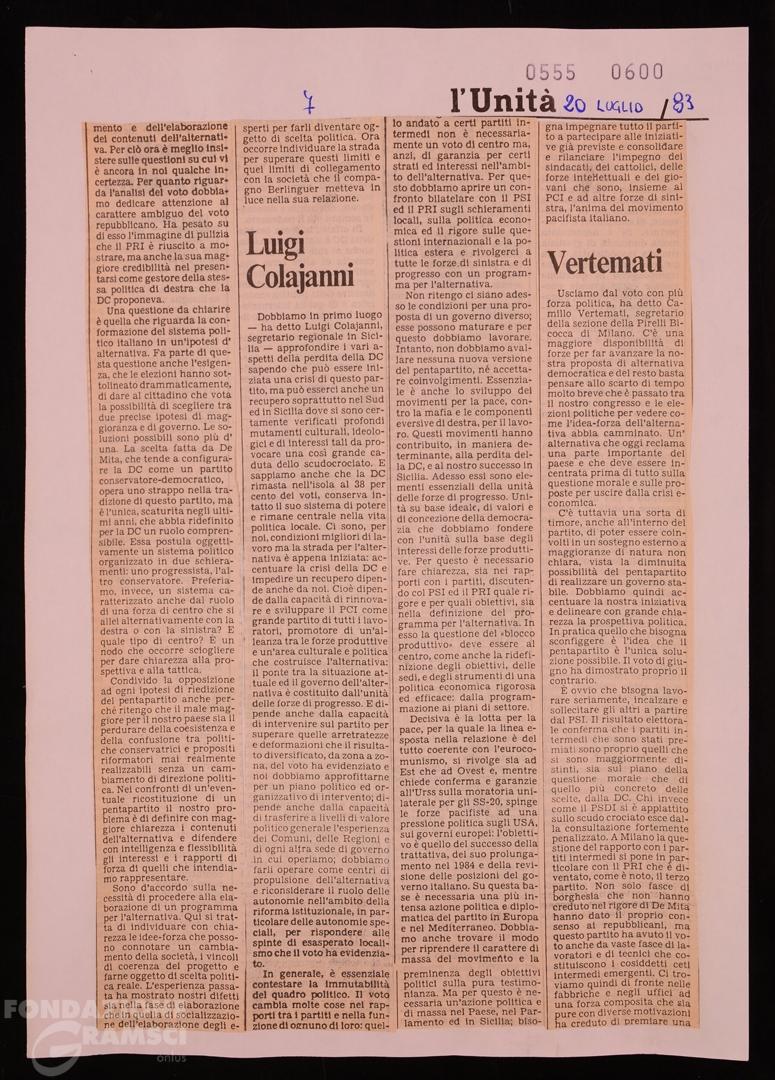 0555 0600
7
l'Unità 20 LUGLIO /83
mento e dell'elaborazione
dei contenuti dell'alternati-
va. Per ciò ora è meglio insi-
stere sulle questioni su cui vi
è ancora in noi qualche in-
certezza. Per quanto riguar-
da l'analisi del voto dobbia-
mo dedicare attenzione al
carattere ambiguo del voto
repubblicano. Ha pesato su
di esso l'immagine di pulizia
che il PRI è riuscito a mo-
strare, ma anche la sua mag-
giore credibilità nel presen-
tarsi come gestore della stes-
sa politica di destra che la
DC proponeva.
Una questione da chiarire
è quella che riguarda la con-
formazione del sistema poli-
tico italiano in un'ipotesi d'
alternativa. Fa parte di que-
sta questione anche l'esigen-
za, che le elezioni hanno sot-
tolineato drammaticamente,
di dare al cittadino che vota
la possibilità di scegliere tra
due precise ipotesi di mag-
gioranza e di governo. Le so-
luzioni possibili sono più d'
una. La scelta fatta da De
Mita, che tende a configura-
re la DC come un partito
conservatore-democratico,
opera uno strappo nella tra-
dizione di questo partito, ma
è l'unica, scaturita negli ulti-
mi anni, che abbia ridefinito
per la DC un ruolo compren-
sibile. Essa postula oggetti-
vamente un sistema politico
organizzato in due schiera-
menti: uno progressista, l'al-
tro conservatore. Preferia-
mo, invece, un sistema ca-
ratterizzato anche dal ruolo
di una forza di centro che si
allei alternativamente con la
destra o con la sinistra? E
quale tipo di centro? È un
nodo che occorre sciogliere
per dare chiarezza alla pro-
spettiva e alla tattica.
Condivido la opposizione
ad ogni ipotesi di riedizione
del pentapartito anche per-
ché ritengo che il male mag-
giore per il nostro paese sia il
perdurare della coesistenza e
della confusione tra politi-
che conservatrici e propositi
riformatori mai realmente
realizzabili senza un cam-
biamento di direzione politi-
ca. Nei confronti di un'even-
tuale ricostituzione di un
pentapartito il nostro pro-
blema è di definire con mag-
giore chiarezza i contenuti
dell'alternativa e difendere
con intelligenza e flessibilità
gli interessi e i rapporti di
forza di quelli che intendia-
mo rappresentare.
Sono d'accordo sulla ne-
cessità di procedere alla ela-
borazione di un programma
per l'alternativa. Qui si trat-
ta di individuare con chia-
rezza le idee-forza che posso-
no connotare un cambia-
mento della società, i vincoli
di coerenza del progetto e
farne oggetto di scelta politi-
ca reale. L'esperienza passa-
ta ha mostrato nostri difetti
sia nella fase di elaborazione
che in quella di socializzazio-
ne dell'elaborazione degli e-
sperti per farli diventare og-
getto di scelta politica. Ora
occorre individuare la strada
per superare questi limiti e
quei limiti di collegamento
con la società che il compa-
gno Berlinguer metteva in
luce nella sua relazione.
Luigi
Colajanni
Dobbiamo in primo luogo
— ha detto Luigi Colajanni,
segretario regionale in Sici-
lia — approfondire i vari a-
spetti della perdita della DC
sapendo che può essere ini-
ziata una crisi di questo par-
tito, ma può esserci anche un
recupero soprattutto nel Sud
ed in Sicilia dove si sono cer-
tamente verificati profondi
mutamenti culturali, ideolo-
gici e di interessi tali da pro-
vocare una così grande ca-
duta dello scudocrociato. E
sappiamo anche che la DC
rimasta nell'isola al 38 per
cento dei voti, conserva in-
tatto il suo sistema di potere
e rimane centrale nella vita
politica locale. Ci sono, per
noi, condizioni migliori di la-
voro ma la strada per l'alter-
nativa è appena iniziata: ac-
centuare la crisi della DC e
impedire un recupero dipen-
de anche da noi. Cioè dipen-
de dalla capacità di rinnova-
re e sviluppare il PCI come
grande partito di tutti i lavo-
ratori, promotore di un'al-
leanza tra le forze produttive
e un'area culturale e politica
che costruisce l'alternativa:
il ponte tra la situazione at-
tuale ed il governo dell'alter-
nativa è costituito dall'unità
delle forze di progresso. E di-
pende anche dalla capacità
di intervenire sul partito per
superare quelle arretratezze
e deformazioni che il risulta-
to diversificato, da zona a zo-
na, del voto ha evidenziato e
noi dobbiamo approfittarne
per un piano politico ed or-
ganizzativo di intervento; di-
pende anche dalla capacità
di trasferire a livelli di valore
politico generale l'esperienza
dei Comuni, delle Regioni e
di ogni altra sede di governo
in cui operiamo; dobbiamo
farli operare come centri di
propulsione dell'alternativa
e riconsiderare il ruolo delle
autonomie nell'ambito della
riforma istituzionale, in par-
ticolare delle autonomie spe-
ciali, per rispondere alle
spinte di esasperato locali-
smo che il voto ha evidenzia-
to.
In generale, è essenziale
contestare la immutabilità
del quadro politico. Il voto
cambia molte cose nei rap-
porti tra i partiti e nella fun-
zione di ognuno di loro: quel-
lo andato a certi partiti in-
termedi non è necessaria-
mente un voto di centro ma,
anzi, di garanzia per certi
strati ed interessi nell'ambi-
to dell'alternativa. Per que-
sto dobbiamo aprire un con-
fronto bilaterale con il PSI
ed il PRI sugli schieramenti
locali, sulla politica econo-
mica ed il rigore sulle que-
stioni internazionali e la po-
litica estera e rivolgerci a
tutte le forze di sinistra e di
progresso con un program-
ma per l'alternativa.
Non ritengo ci siano ades-
so le condizioni per una pro-
posta di un governo diverso;
esse possono maturare e per
questo dobbiamo lavorare.
Intanto, non dobbiamo aval-
lare nessuna nuova versione
del pentapartito, né accetta-
re coinvolgimenti. Essenzia-
le è anche lo sviluppo dei
movimenti per la pace, con-
tro la mafia e le componenti
eversive di destra, per il lavo-
ro. Questi movimenti hanno
contribuito, in maniera de-
terminante, alla perdita del-
la DC, e al nostro successo in
Sicilia. Adesso essi sono ele-
menti essenziali della unità
delle forze di progresso. Uni-
tà su base ideale, di valori e
di concezione della democra-
zia che dobbiamo fondere
con l'unità sulla base degli
interessi delle forze produtti-
ve. Per questo è necessario
fare chiarezza, sia nei rap-
porti con i partiti, discuten-
do col PSI ed il PRI quale ri-
gore e per quali obiettivi, sia
nella definizione del pro-
gramma per l'alternativa. In
esso la questione del «blocco
produttivo» deve essere al
centro, come anche la ridefi-
nizione degli obiettivi, delle
sedi, e degli strumenti di una
politica economica rigorosa
ed efficace: dalla program-
mazione ai piani di settore.
Decisiva è la lotta per la
pace, per la quale la linea e-
sposta nella relazione è del
tutto coerente con l'euroco-
munismo, si rivolge sia ad
Est che ad Ovest e, mentre
chiede conferma e garanzie
all'Urss sulla moratoria uni-
laterale per gli SS-20, spinge
le forze pacifiste ad una
pressione politica sugli USA,
sui governi europei: l'obietti-
vo è quello del successo della
trattativa, del suo prolunga-
mento nel 1984 e della revi-
sione delle posizioni del go-
verno italiano. Su questa ba-
se è necessaria una più in-
tensa azione politica e diplo-
matica del partito in Europa
e nel Mediterraneo. Dobbia-
mo anche trovare il modo
per riprendere il carattere di
massa del movimento e la
preminenza degli obiettivi
politici sulla pura testimo-
nianza. Ma per questo è ne-
cessaria un'azione politica e
di massa nel Paese, nel Par-
lamento ed in Sicilia; biso-
gna impegnare tutto il parti-
to a partecipare alle iniziati-
ve già previste e consolidare
e rilanciare l'impegno dei
sindacati, dei cattolici, delle
forze intellettuali e dei gio-
vani che sono, insieme al
PCI e ad altre forze di sini-
stra, l'anima del movimento
pacifista italiano.
Vertemati
Usciamo dal voto con più
forza politica, ha detto Ca-
millo Vertemati, segretario
della sezione della Pirelli Bi-
cocca di Milano. C'è una
maggiore disponibilità di
forze per far avanzare la no-
stra proposta di alternativa
democratica e del resto basta
pensare allo scarto di tempo
molto breve che è passato tra
il nostro congresso e le ele-
zioni politiche per vedere co-
me l'idea-forza dell'alterna-
tiva abbia camminato. Un'
alternativa che oggi reclama
una parte importante del
paese e che deve essere in-
centrata prima di tutto sulla
questione morale e sulle pro-
poste per uscire dalla crisi e-
conomica.
C'è tuttavia una sorta di
timore, anche all'interno del
partito, di poter essere coin-
volti in un sostegno esterno a
maggioranze di natura non
chiara, vista la diminuita
possibilità del pentapartito
di realizzare un governo sta-
bile. Dobbiamo quindi ac-
centuare la nostra iniziativa
e delineare con grande chia-
rezza la prospettiva politica.
In pratica quello che bisogna
sconfiggere è l'idea che il
pentapartito è l'unica solu-
zione possibile. Il voto di giu-
gno ha dimostrato proprio il
contrario.
È ovvio che bisogna lavo-
rare seriamente, incalzare e
sollecitare gli altri a partire
dal PSI. Il risultato elettora-
le conferma che i partiti in-
termedi che sono stati pre-
miati sono proprio quelli che
si sono maggiormente di-
stinti, sia sul piano della
questione morale che di
quello più concreto delle
scelte, dalla DC. Chi invece
come il PSDI si è appiattito
sullo scudo crociato esce dal-
la consultazione fortemente
penalizzato. A Milano la que-
stione del rapporto con i par-
titi intermedi si pone in par-
ticolare con il PRI che è di-
ventato, come è noto, il terzo
partito. Non solo fasce di
borghesia che non hanno
creduto nel rigore di De Mita
hanno dato il proprio con-
senso ai repubblicani, ma
questo partito ha avuto il vo-
to anche da vaste fasce di la-
voratori e di tecnici che co-
stituiscono i cosiddetti ceti
intermedi emergenti. Ci tro-
viamo quindi di fronte nelle
fabbriche e negli uffici ad
una forza composita che sia
pure con diverse motivazioni
ha creduto di premiare una
FONDAZIONE
GRAMSCI
onlus